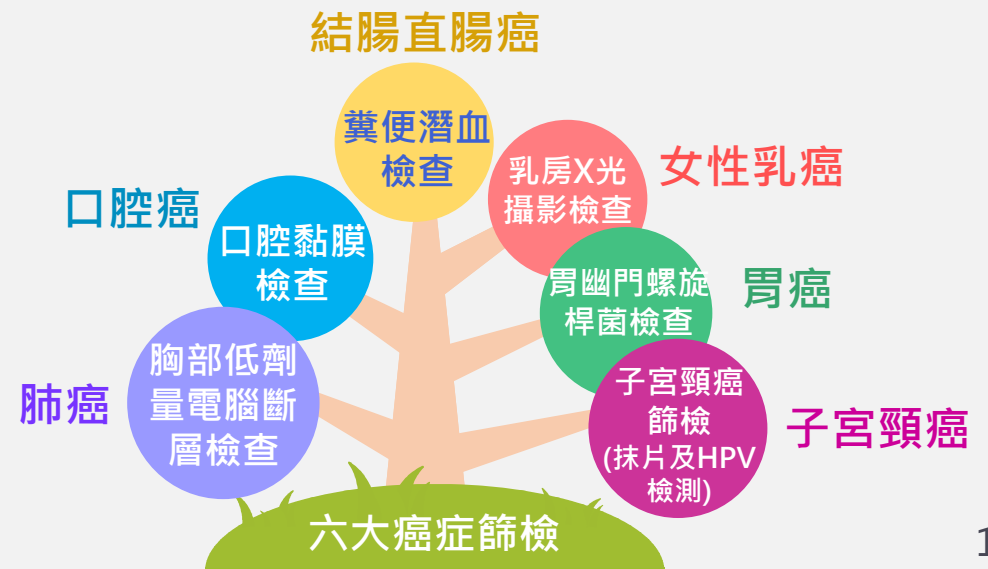 結腸直腸癌
糞便潛血
檢查
乳房X光
攝影檢查
女性乳癌
口腔癌
口腔黏膜
檢查
胃幽門螺旋
桿菌檢查
胃癌
肺癌
胸部低劑
量電腦斷
層檢查
子宮頸癌
篩檢
(抹片及HPV
檢測)
子宮頸癌
六大癌症篩檢
1